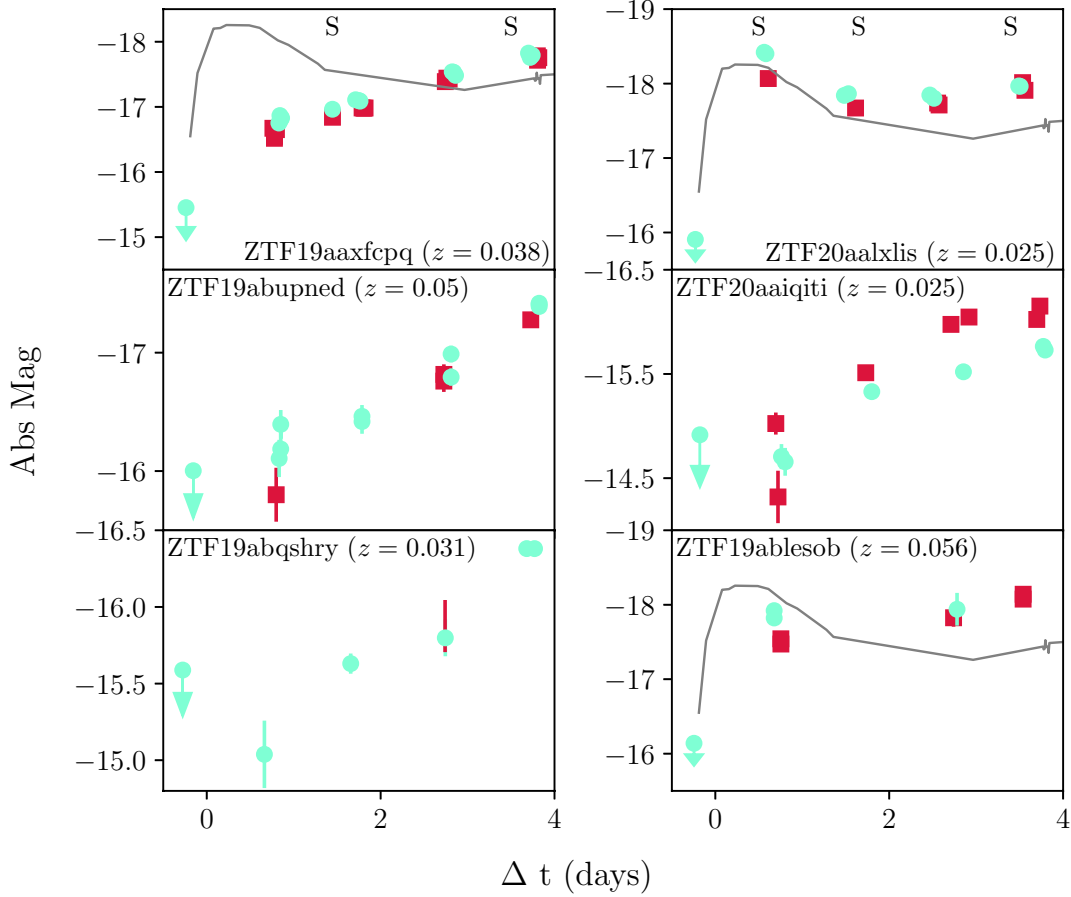 S
S
−18
−17
−16
−15
ZTF19aaxfcpq (z = 0.038)
−19
S
S
S
−18
−17
−16
ZTF20aalxlis (z = 0.025)
ZTF19abupned (z = 0.05)
−17
−16
−16.5
ZTF20aaiqiti (z = 0.025)
−15.5
−14.5
Abs Mag
−16.5
ZTF19abqshry (z = 0.031)
−16.0
−15.5
−15.0
0
2
4
−19
ZTF19ablesob (z = 0.056)
−18
−17
−16
0
2
4
Δ t (days)